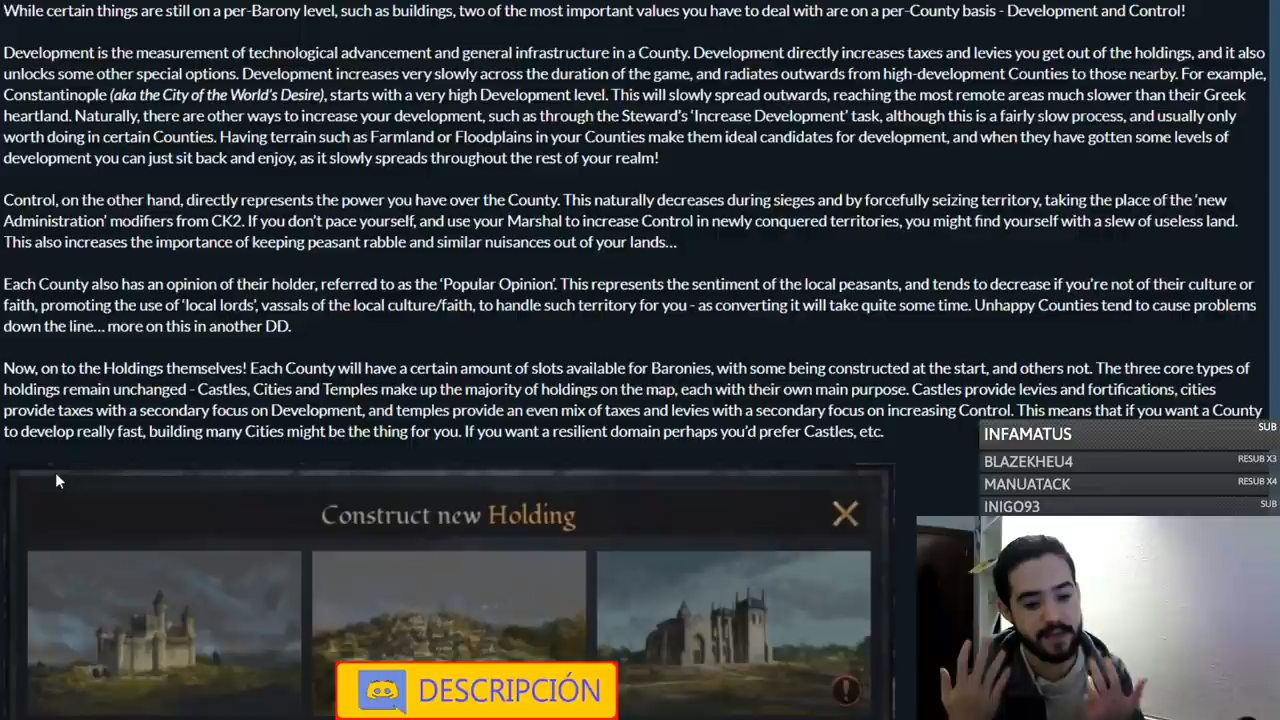 While certain things are still on a per-Barony level, such as buildings, two of the most important values you have to deal with are on a per-County basis - Development and Control!
Development is the measurement of technological advancement and general infrastructure in a County. Development directly increases taxes and levies you get out of the holdings, and it also
unlocks some other special options. Development increases very slowly across the duration of the game, and radiates outwards from high-development Counties to those nearby. For example,
Constantinople (aka the City of the World's Desire), starts with a very high Development level. This will slowly spread outwards, reaching the most remote areas much slower than their Greek
heartland. Naturally, there are other ways to increase your development, such as through the Steward's 'Increase Development' task, although this is a fairly slow process, and usually only
worth doing in certain Counties. Having terrain such as Farmland or Floodplains in your Counties make them ideal candidates for development, and when they have gotten some levels of
development you can just sit back and enjoy, as it slowly spreads throughout the rest of your realm!
Control, on the other hand, directly represents the power you have over the County. This naturally decreases during sieges and by forcefully seizing territory, taking the place of the 'new
Administration' modifiers from CK2. If you don't pace yourself, and use your Marshal to increase Control in newly conquered territories, you might find yourself with a slew of useless land.
This also increases the importance of keeping peasant rabble and similar nuisances out of your lands...
Each County also has an opinion of their holder, referred to as the 'Popular Opinion'. This represents the sentiment of the local peasants, and tends to decrease if you're not of their culture or
faith, promoting the use of 'local lords', vassals of the local culture/faith, to handle such territory for you - as converting it will take quite some time. Unhappy Counties tend to cause problems
down the line... more on this in another DD.
Now, on to the Holdings themselves! Each County will have a certain amount of slots available for Baronies, with some being constructed at the start, and others not. The three core types of
holdings remain unchanged - Castles, Cities and Temples make up the majority of holdings on the map, each with their own main purpose. Castles provide levies and fortifications, cities
provide taxes with a secondary focus on Development, and temples provide an even mix of taxes and levies with a secondary focus on increasing Control. This means that if you want a County
to develop really fast, building many Cities might be the thing for you. If you want a resilient domain perhaps you'd prefer Castles, etc.
INFAMATUS SUB
BLAZEKHEU4 RESUB X3
MANUATACK RESUB X4
INIGO93 SUB
Construct new Holding
DESCRIPCIÓN